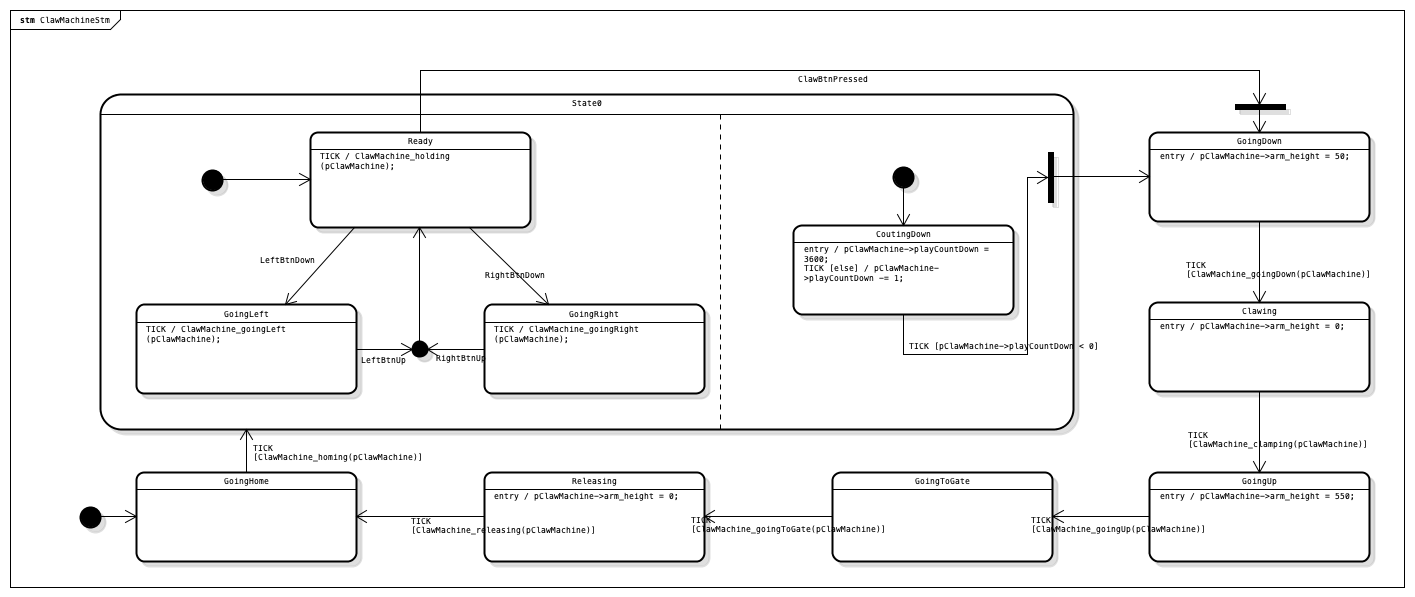 stm ClawMachineStm
ClawBtnPressed
State0
Ready
TICK / ClawMachine_holding
(pClawMachine);
GoingDown
entry / pClawMachine->arm_height = 50;
CoutingDown
entry / pClawMachine->playCountDown =
3600;
TICK [else] / pClawMachine-
>playCountDown -= 1;
LeftBtnDown
RightBtnDown
TICK
[ClawMachine_goingDown(pClawMachine)]
GoingLeft
TICK / ClawMachine_goingLeft
(pClawMachine);
GoingRight
TICK / ClawMachine_goingRight
(pClawMachine);
Clawing
entry / pClawMachine->arm_height = 0;
LeftBtnUp
RightBtnUp
TICK [pClawMachine->playCountDown < 0]
TICK
[ClawMachine_homing(pClawMachine)]
TICK
[ClawMachine_clamping(pClawMachine)]
GoingHome
Releasing
entry / pClawMachine->arm_height = 0;
GoingToGate
GoingUp
entry / pClawMachine->arm_height = 550;
TICK
[ClawMachine_releasing(pClawMachine)]
TICK
[ClawMachine_goingToGate(pClawMachine)]
TICK
[ClawMachine_goingUp(pClawMachine)]